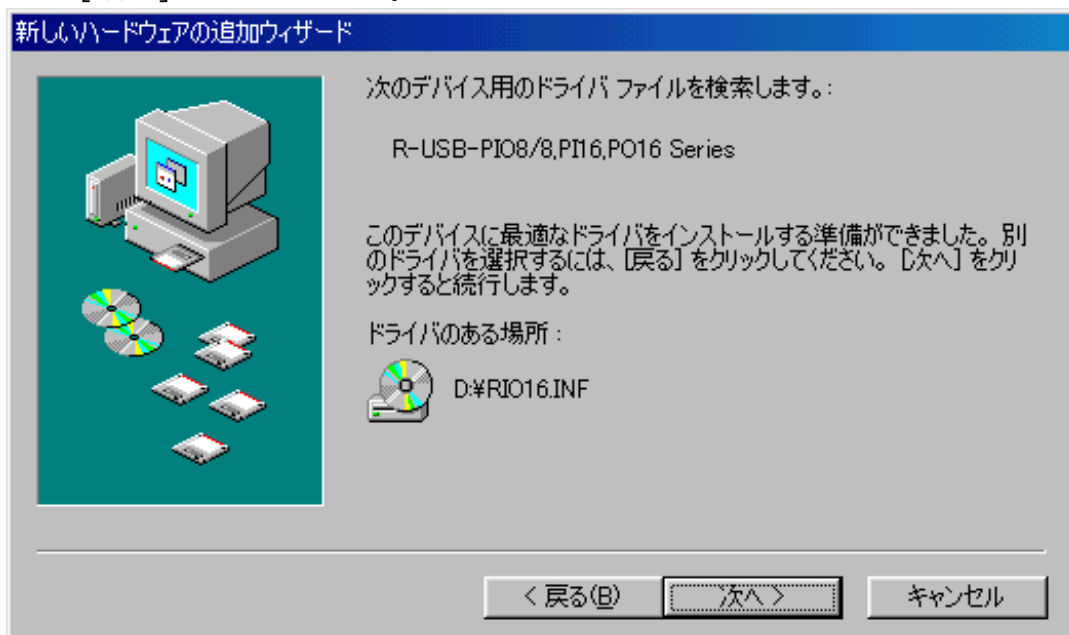 新しいハードウェアの追加ウィザード
次のデバイス用のドライバ ファイルを検索します。:
R-USB-PIO8/8,PI16,PO16 Series
このデバイスに最適なドライバをインストールする準備ができました。別
のドライバを選択するには、[戻る] をクリックしてください。[次へ] をクリ
ックすると続行します。
ドライバのある場所 :
D:¥RIO16.INF
< 戻る(B)
次へ >
キャンセル